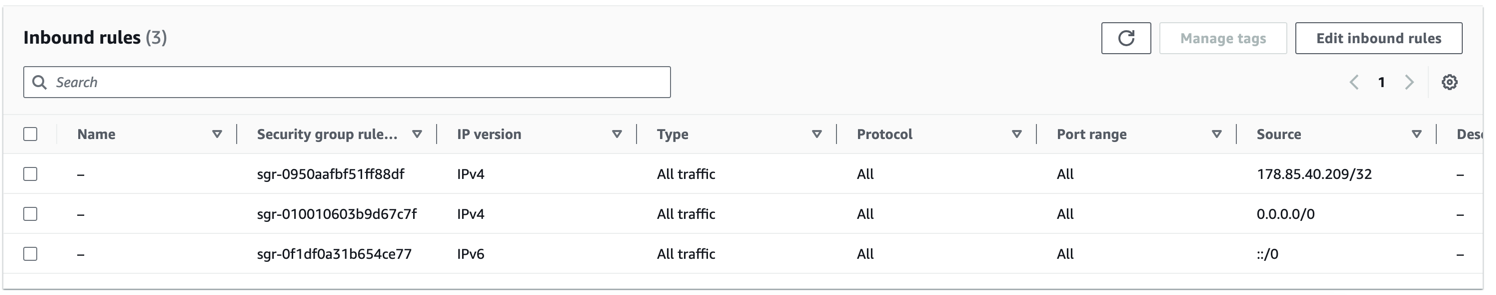 Inbound rules (3)
Manage tags
Edit inbound rules
Search
1
Name Security group rule... IP version Type Protocol Port range Source Desc
– sgr-0950aafbf51ff88df IPv4 All traffic All All 178.85.40.209/32 –
– sgr-010010603b9d67c7f IPv4 All traffic All All 0.0.0.0/0 –
– sgr-0f1df0a31b654ce77 IPv6 All traffic All All ::/0 –